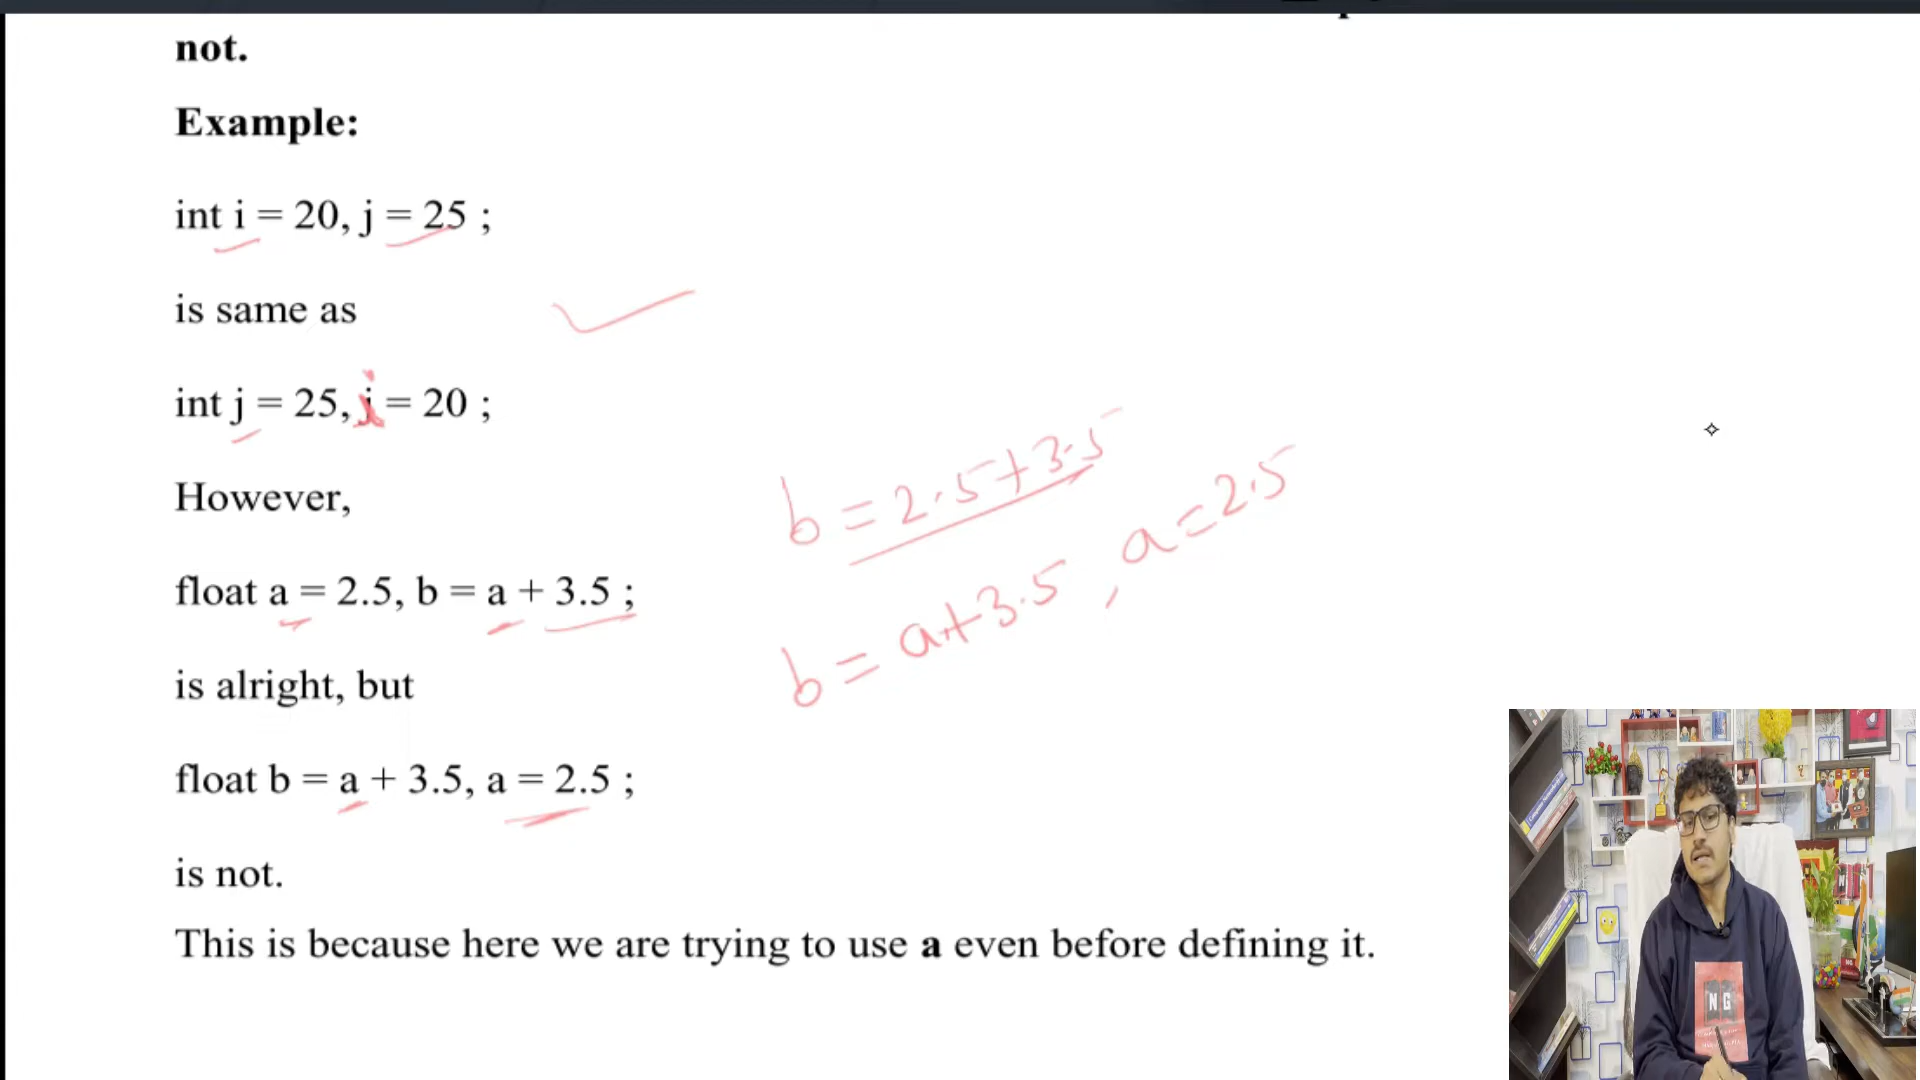 not.
Example:
int i = 20, j = 25 ;
is same as
int j = 25, i = 20 ;
However,
b = 2.5 + 3.5
float a = 2.5, b = a + 3.5 ;
b = a + 3.5 , a = 2.5
is alright, but
float b = a + 3.5, a = 2.5 ;
is not.
This is because here we are trying to use a even before defining it.
NG